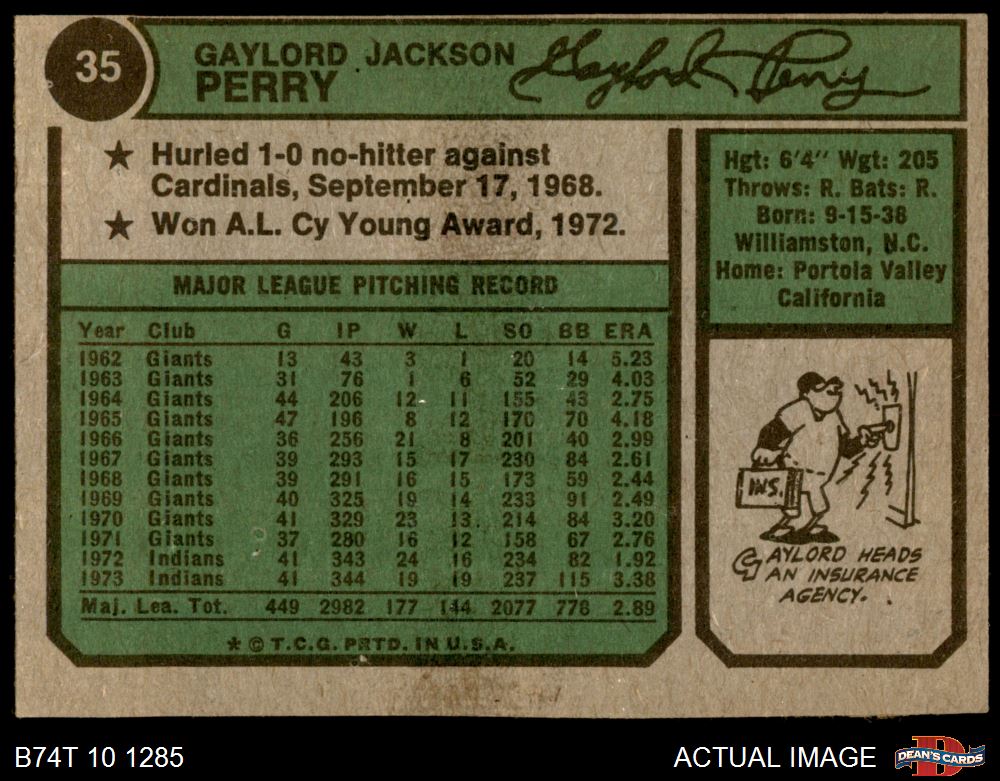 35
GAYLORD JACKSON
PERRY
Gaylord Perry
★ Hurled 1-0 no-hitter against
Cardinals, September 17, 1968.
★ Won A.L. Cy Young Award, 1972.
MAJOR LEAGUE PITCHING RECORD
Year Club G IP W L SO BB ERA
1962 Giants 13 43 3 1 20 14 5.23
1963 Giants 31 76 1 6 52 29 4.03
1964 Giants 44 206 12 11 155 43 2.75
1965 Giants 47 196 8 12 170 70 4.18
1966 Giants 36 256 21 8 201 40 2.99
1967 Giants 39 293 15 17 230 84 2.61
1968 Giants 39 291 16 15 173 59 2.44
1969 Giants 40 325 19 14 233 91 2.49
1970 Giants 41 329 23 13 214 84 3.20
1971 Giants 37 280 16 12 158 67 2.76
1972 Indians 41 343 24 16 234 82 1.92
1973 Indians 41 344 19 19 237 115 3.38
Maj. Lea. Tot. 449 2982 177 144 2077 778 2.89
* © T.C.G. PRTD. IN U.S.A.
Hgt: 6'4" Wgt: 205
Throws: R. Bats: R.
Born: 9-15-38
Williamston, N.C.
Home: Portola Valley
California
INS.
GAYLORD HEADS
AN INSURANCE
AGENCY.
B74T 10 1285
ACTUAL IMAGE
D
DEAN'S CARDS